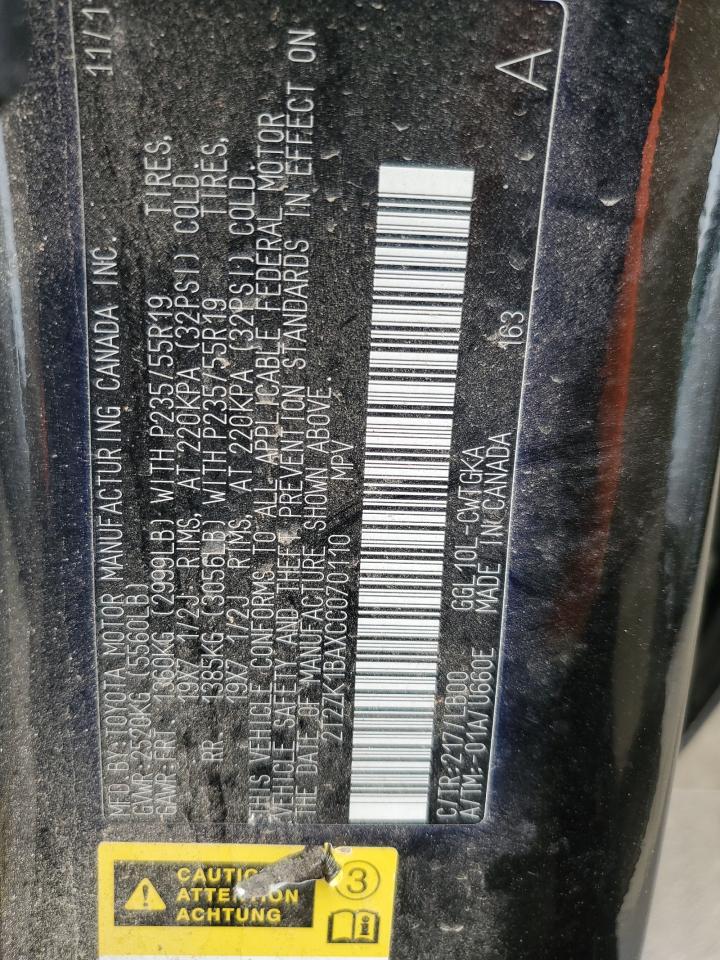 MFD.BY:TOYOTA MOTOR MANUFACTURING CANADA INC. 11/1
GVWR:2520KG (5560LB)
GAWR:FRT. 1360KG (2999LB) WITH P235/55R19 TIRES,
19X7 1/2J RIMS, AT 220KPA (32PSI) COLD.
RR. 1385KG (3056LB) WITH P235/55R19 TIRES,
19X7 1/2J RIMS, AT 220KPA (32PSI) COLD.
THIS VEHICLE CONFORMS TO ALL APPLICABLE FEDERAL MOTOR
VEHICLE SAFETY AND THEFT PREVENTION STANDARDS IN EFFECT ON
THE DATE OF MANUFACTURE SHOWN ABOVE.
2T2ZK1BAXCC070110 MPV
C/TR:217/LB00 GGL10L-CWTGKA
A/TM:-01A/U660E MADE IN CANADA 163
A
CAUTION
ATTENTION
ACHTUNG
3